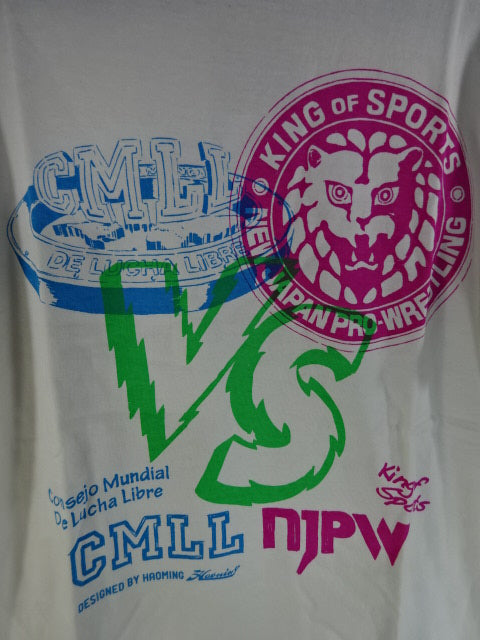 CMLL
DE LUCHA LIBRE
KING OF SPORTS
NEW JAPAN PRO-WRESTLING
VS
Consejo Mundial
De Lucha Libre
CMLL
DESIGNED BY HAOMING
King of
Sports
NJPW